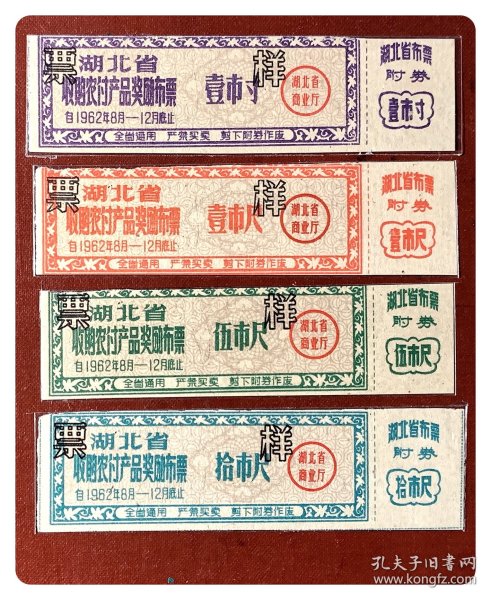 票 样
湖北省
收购农付产品奖励布票
自1962年8月—12月底止
壹市寸
湖北省
商业厅
全省通用 严禁买卖 剪下附券作废
湖北省布票
附券
壹市寸
票 样
湖北省
收购农付产品奖励布票
自1962年8月—12月底止
壹市尺
湖北省
商业厅
全省通用 严禁买卖 剪下附券作废
湖北省布票
附券
壹市尺
票 样
湖北省
收购农付产品奖励布票
自1962年8月—12月底止
伍市尺
湖北省
商业厅
全省通用 严禁买卖 剪下附券作废
湖北省布票
附券
伍市尺
票 样
湖北省
收购农付产品奖励布票
自1962年8月—12月底止
拾市尺
湖北省
商业厅
全省通用 严禁买卖 剪下附券作废
湖北省布票
附券
拾市尺
孔夫子旧书网
www.kongfz.com